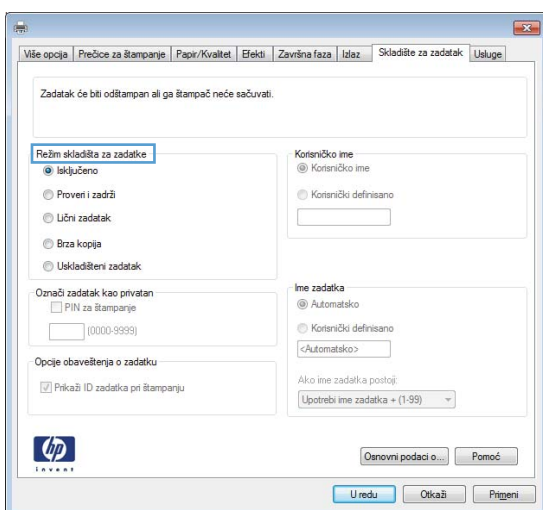 Više opcija Prečice za štampanje Papir/Kvalitet Efekti Završna faza Izlaz Skladište za zadatak Usluge
Zadatak će biti odštampan ali ga štampač neće sačuvati.
Režim skladišta za zadatke
Isključeno
Proveri i zadrži
Lični zadatak
Brza kopija
Uskladišteni zadatak
Korisničko ime
Korisničko ime
Korisnički definisano
Označi zadatak kao privatan
PIN za štampanje
(0000-9999)
Ime zadatka
Automatsko
Korisnički definisano
<Automatsko>
Opcije obaveštenja o zadatku
Prikaži ID zadatka pri štampanju
Ako ime zadatka postoji:
Upotrebi ime zadatka + (1-99)
hp
invent
Osnovni podaci o... Pomoć
U redu Otkaži Primeni